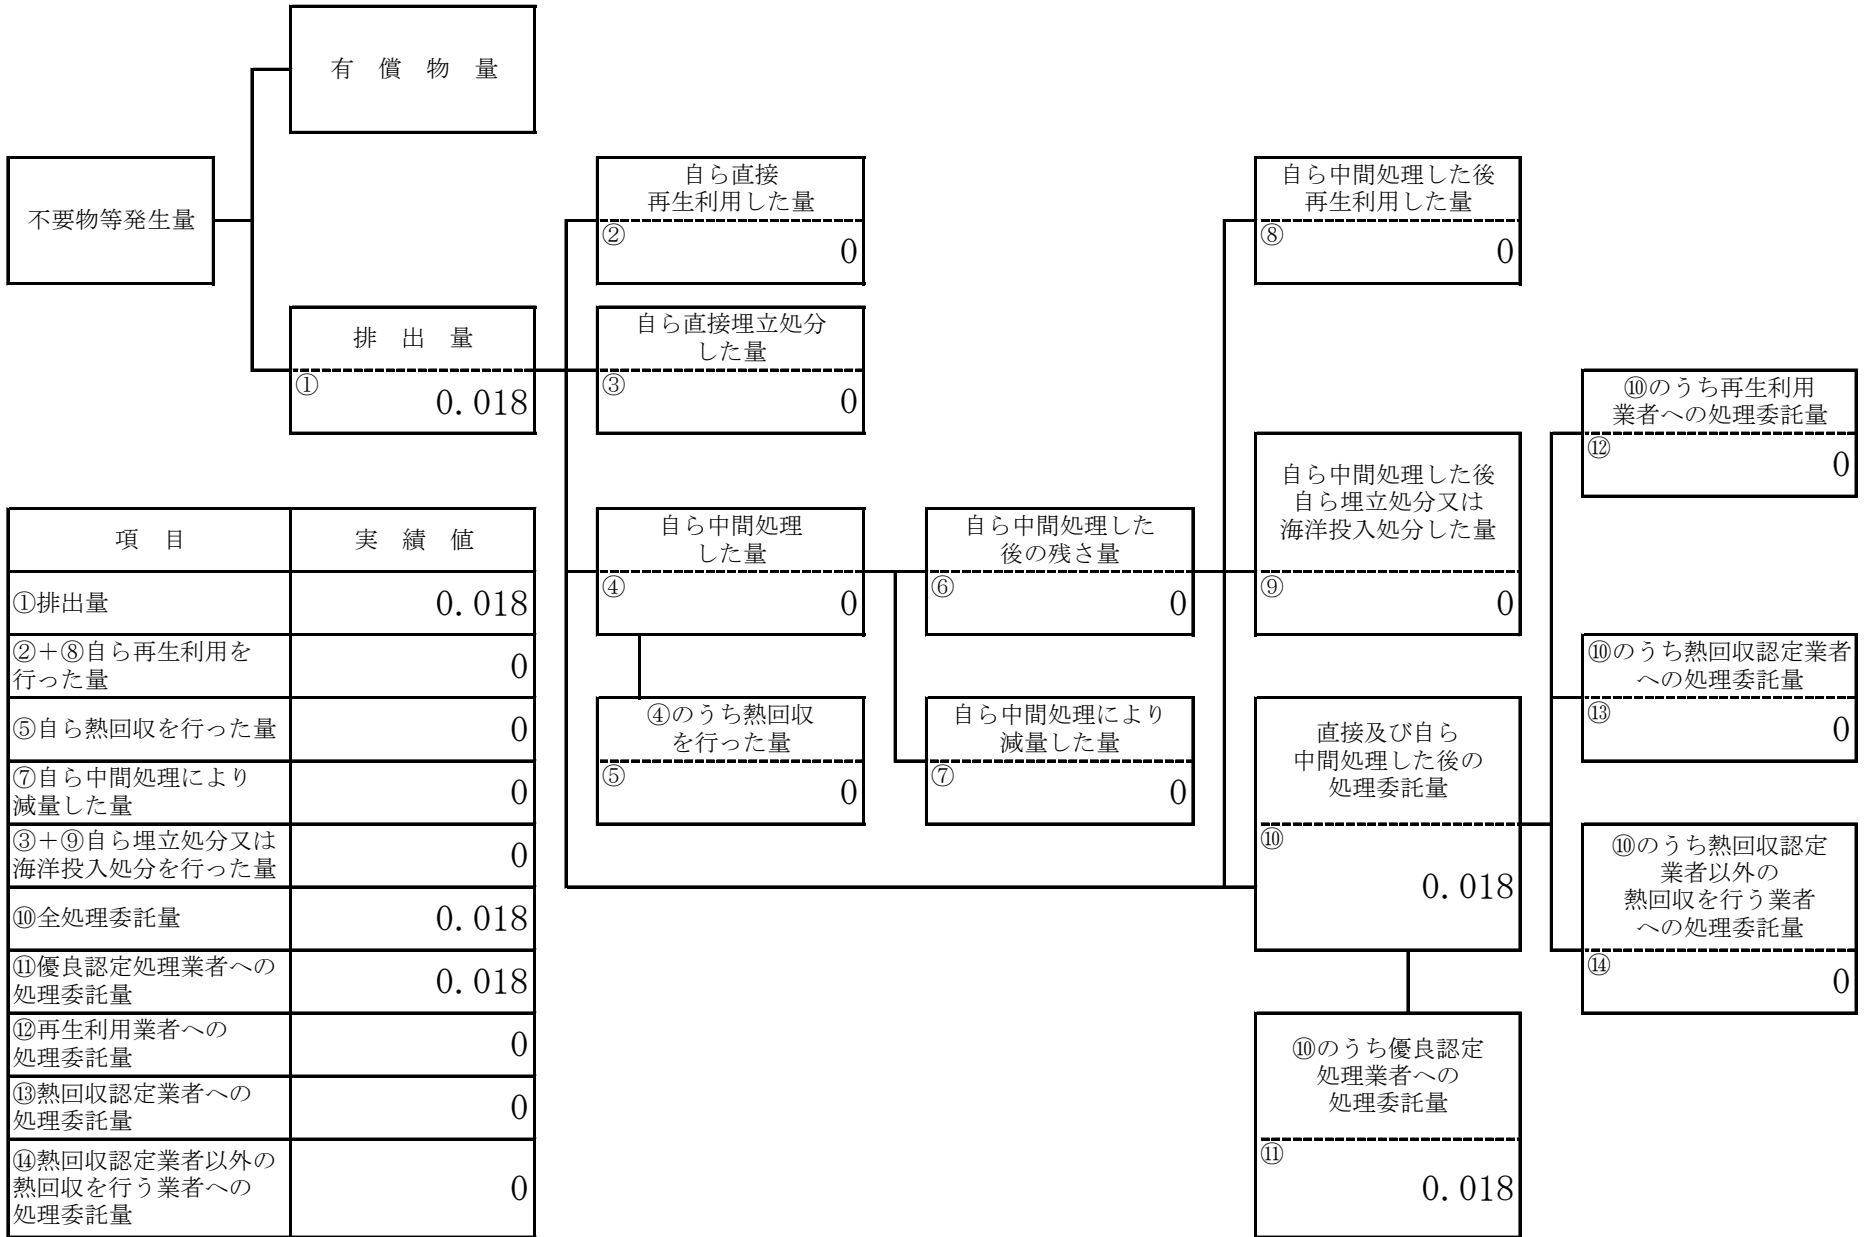 有 償 物 量
不要物等発生量
排 出 量
①
0.018
自ら直接
再生利用した量
②
0
自ら直接埋立処分
した量
③
0
自ら中間処理
した量
④
0
④のうち熱回収
を行った量
⑤
0
自ら中間処理した
後の残さ量
⑥
0
自ら中間処理により
減量した量
⑦
0
自ら中間処理した後
再生利用した量
⑧
0
自ら中間処理した後
自ら埋立処分又は
海洋投入処分した量
⑨
0
直接及び自ら
中間処理した後の
処理委託量
⑩
0.018
⑩のうち優良認定
処理業者への
処理委託量
⑪
0.018
⑩のうち再生利用
業者への処理委託量
⑫
0
⑩のうち熱回収認定業者
への処理委託量
⑬
0
⑩のうち熱回収認定
業者以外の
熱回収を行う業者
への処理委託量
⑭
0
項 目 実 績 値
①排出量 0.018
②+⑧自ら再生利用を
行った量 0
⑤自ら熱回収を行った量 0
⑦自ら中間処理により
減量した量 0
③+⑨自ら埋立処分又は
海洋投入処分を行った量 0
⑩全処理委託量 0.018
⑪優良認定処理業者への
処理委託量 0.018
⑫再生利用業者への
処理委託量 0
⑬熱回収認定業者への
処理委託量 0
⑭熱回収認定業者以外の
熱回収を行う業者への
処理委託量 0